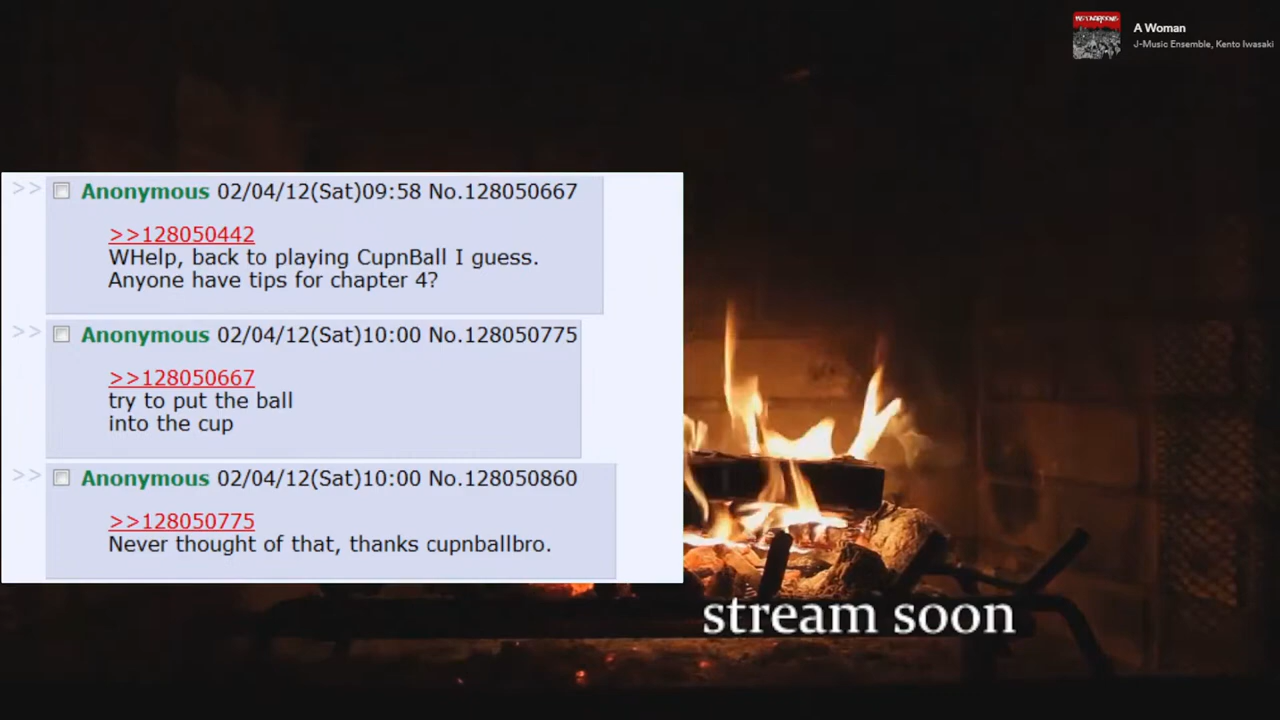 A Woman
J-Music Ensemble, Kento Iwasaki
>> Anonymous 02/04/12(Sat)09:58 No.128050667
>>128050442
WHelp, back to playing CupnBall I guess.
Anyone have tips for chapter 4?
>> Anonymous 02/04/12(Sat)10:00 No.128050775
>>128050667
try to put the ball
into the cup
>> Anonymous 02/04/12(Sat)10:00 No.128050860
>>128050775
Never thought of that, thanks cupnballbro.
stream soon